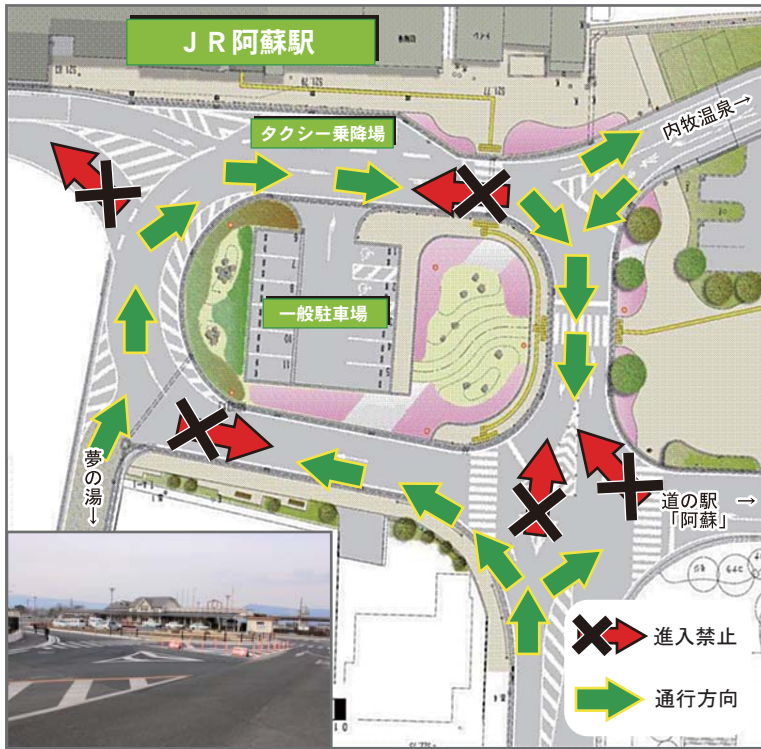 JR阿蘇駅
タクシー乗降場
内牧温泉→
一般駐車場
夢の湯→
道の駅 →
「阿蘇」
進入禁止
通行方向